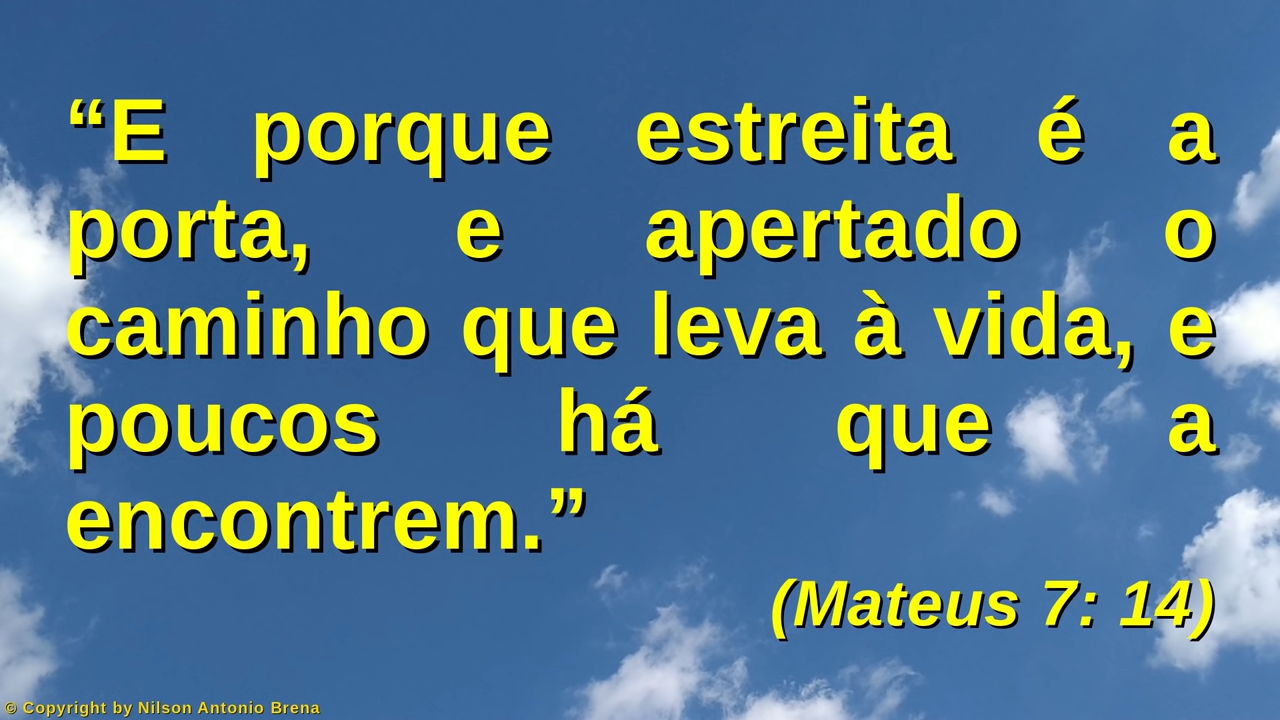 “E porque estreita é a
porta, e apertado o
caminho que leva à vida, e
poucos há que a
encontrem.”
(Mateus 7: 14)
© Copyright by Nilson Antonio Brena